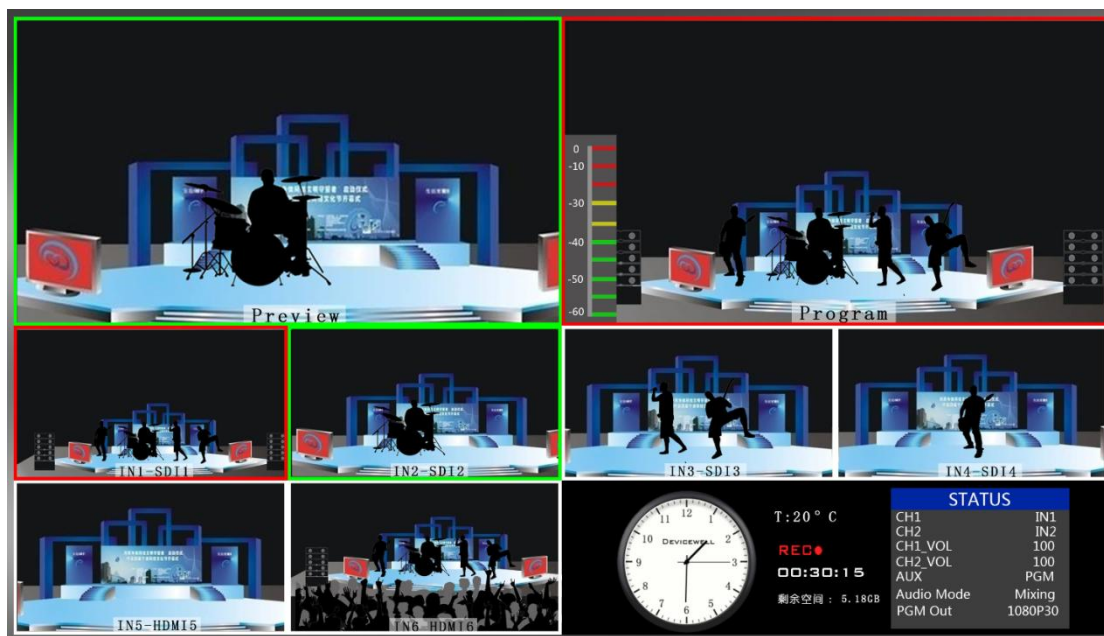 Preview
0
-10
-20
-30
-40
-50
-60
Program
IN1-SDI1
IN2-SDI2
IN3-SDI3
IN4-SDI4
IN5-HDMI5
IN6-HDMI6
12
1
2
3
4
5
6
7
8
9
10
11
DEVICEWELL
T:20°C
REC
00:30:15
剩余空间: 5.18GB
STATUS
CH1 IN1
CH2 IN2
CH1_VOL 100
CH2_VOL 100
AUX PGM
Audio Mode Mixing
PGM Out 1080P30